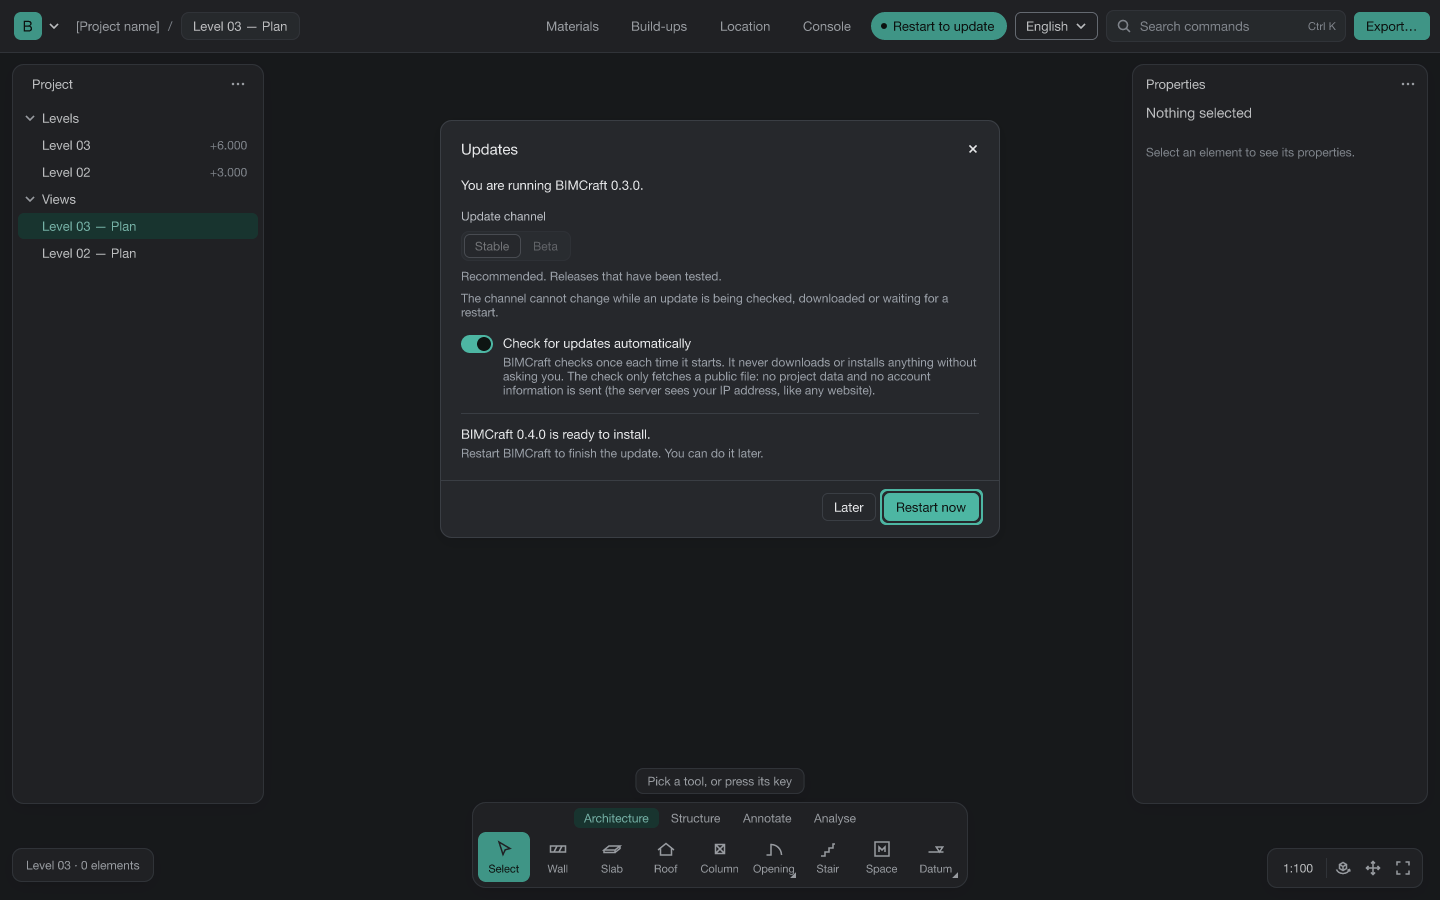 B
[Project name] /
Level 03 — Plan
Materials
Build-ups
Location
Console
Restart to update
English
Search commands
Ctrl K
Export…
Project
Levels
Level 03 +6.000
Level 02 +3.000
Views
Level 03 — Plan
Level 02 — Plan
Updates
You are running BIMCraft 0.3.0.
Update channel
Stable Beta
Recommended. Releases that have been tested.
The channel cannot change while an update is being checked, downloaded or waiting for a
restart.
Check for updates automatically
BIMCraft checks once each time it starts. It never downloads or installs anything without
asking you. The check only fetches a public file: no project data and no account
information is sent (the server sees your IP address, like any website).
BIMCraft 0.4.0 is ready to install.
Restart BIMCraft to finish the update. You can do it later.
Later
Restart now
Properties
Nothing selected
Select an element to see its properties.
Pick a tool, or press its key
Architecture Structure Annotate Analyse
Select Wall Slab Roof Column Opening Stair Space Datum
Level 03 · 0 elements
1:100